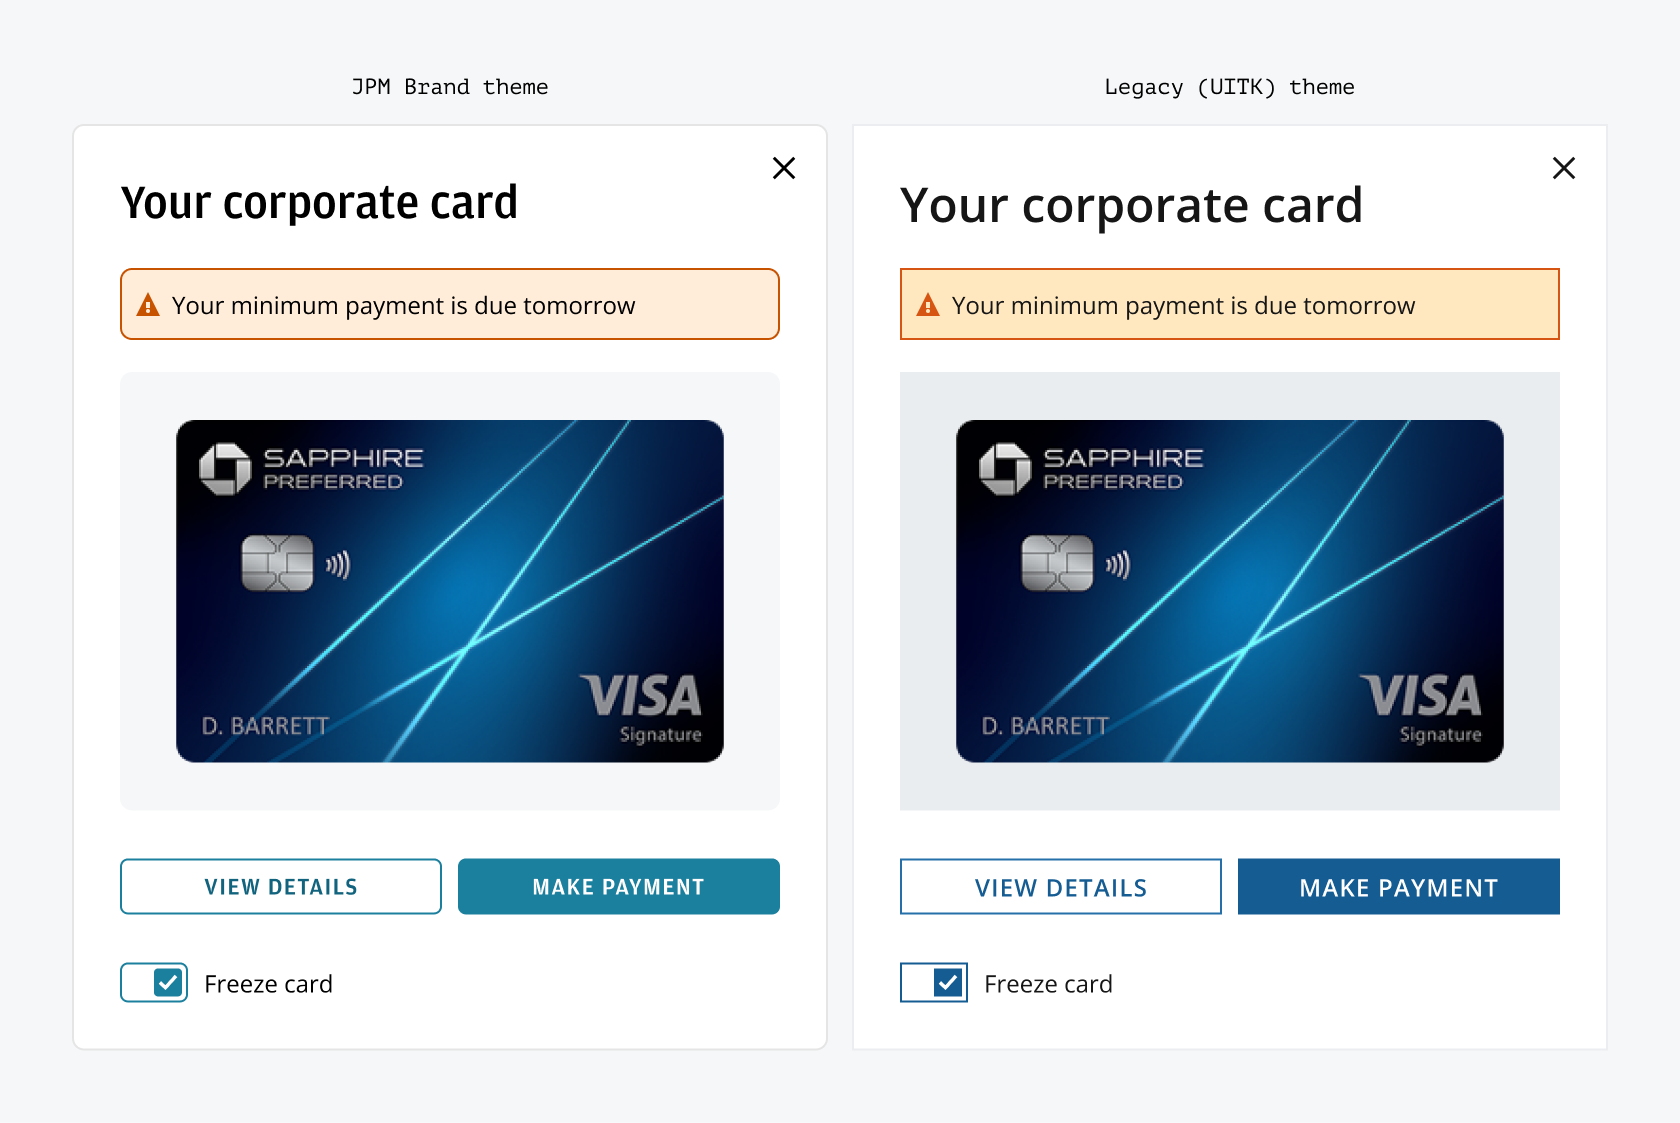 JPM Brand theme
Your corporate card
Your minimum payment is due tomorrow
SAPPHIRE
PREFERRED
VISA
D. BARRETT
Signature
VIEW DETAILS
MAKE PAYMENT
Freeze card
Legacy (UITK) theme
Your corporate card
Your minimum payment is due tomorrow
SAPPHIRE
PREFERRED
VISA
D. BARRETT
Signature
VIEW DETAILS
MAKE PAYMENT
Freeze card